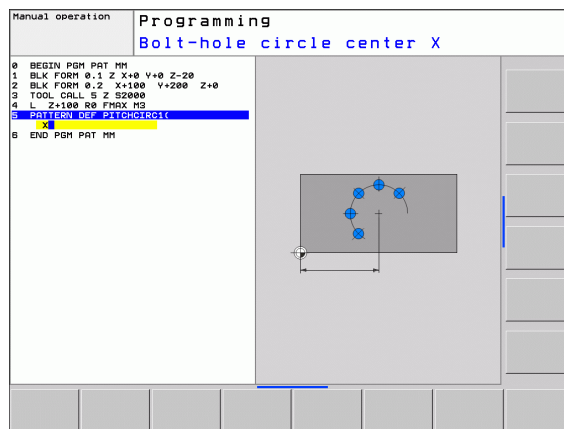 Manual operation
Programming
Bolt-hole circle center X
0 BEGIN PGM PAT MM
1 BLK FORM 0.1 Z X+0 Y+0 Z-20
2 BLK FORM 0.2 X+100 Y+200 Z+0
3 TOOL CALL 5 Z S2000
4 L Z+100 R0 FMAX M3
5 PATTERN DEF PITCHCIRC1(
X
6 END PGM PAT MM